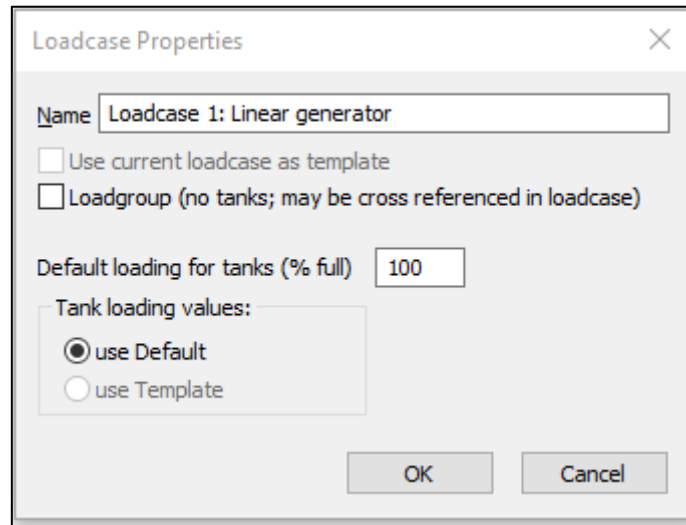 Loadcase Properties
Name Loadcase 1: Linear generator
Use current loadcase as template
Loadgroup (no tanks; may be cross referenced in loadcase)
Default loading for tanks (% full) 100
Tank loading values:
use Default
use Template
OK Cancel